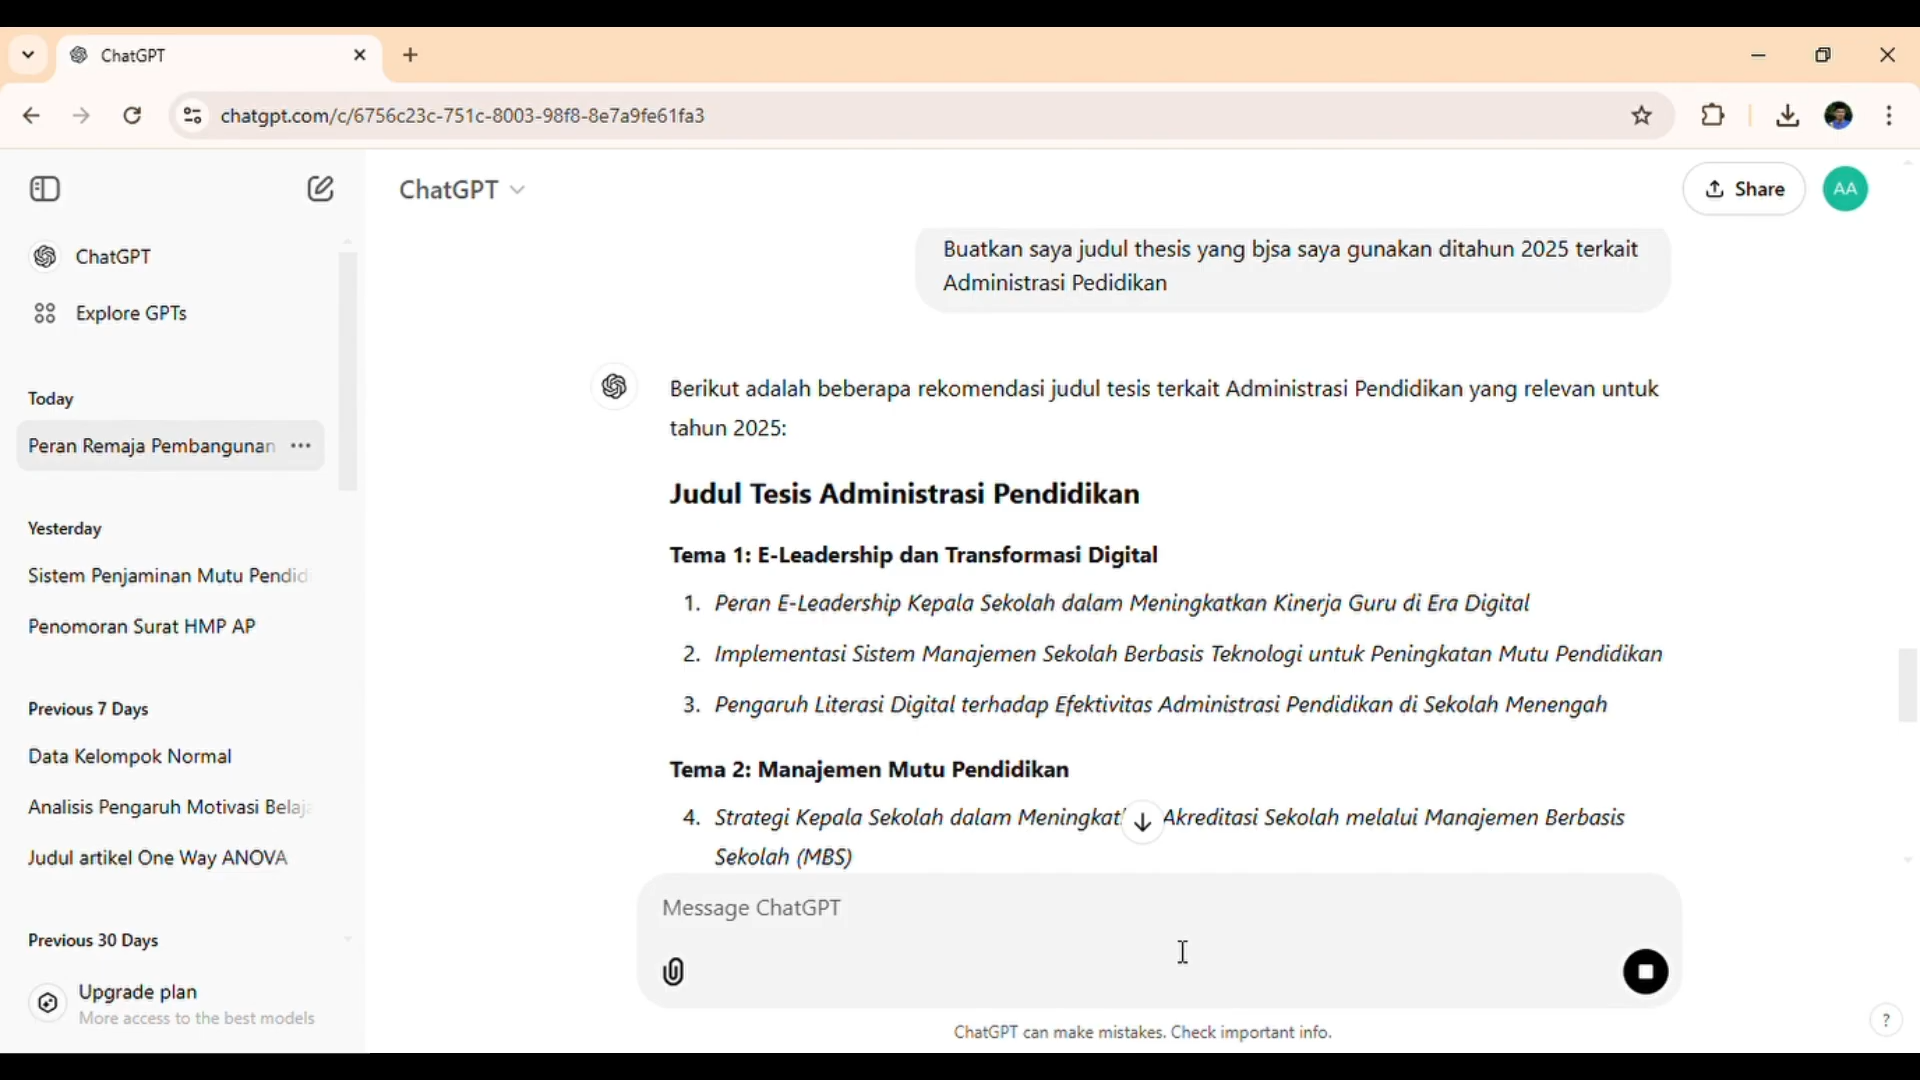 ChatGPT
chatgpt.com/c/6756c23c-751c-8003-98f8-8e7a9fe61fa3
ChatGPT
Share
AA
ChatGPT
Explore GPTs
Today
Peran Remaja Pembangunan
Yesterday
Sistem Penjaminan Mutu Pendid
Penomoran Surat HMP AP
Previous 7 Days
Data Kelompok Normal
Analisis Pengaruh Motivasi Belaja
Judul artikel One Way ANOVA
Previous 30 Days
Upgrade plan
More access to the best models
Buatkan saya judul thesis yang bjsa saya gunakan ditahun 2025 terkait
Administrasi Pedidikan
Berikut adalah beberapa rekomendasi judul tesis terkait Administrasi Pendidikan yang relevan untuk
tahun 2025:
Judul Tesis Administrasi Pendidikan
Tema 1: E-Leadership dan Transformasi Digital
1. Peran E-Leadership Kepala Sekolah dalam Meningkatkan Kinerja Guru di Era Digital
2. Implementasi Sistem Manajemen Sekolah Berbasis Teknologi untuk Peningkatan Mutu Pendidikan
3. Pengaruh Literasi Digital terhadap Efektivitas Administrasi Pendidikan di Sekolah Menengah
Tema 2: Manajemen Mutu Pendidikan
4. Strategi Kepala Sekolah dalam Meningkat Akreditasi Sekolah melalui Manajemen Berbasis
Sekolah (MBS)
Message ChatGPT
ChatGPT can make mistakes. Check important info.
?